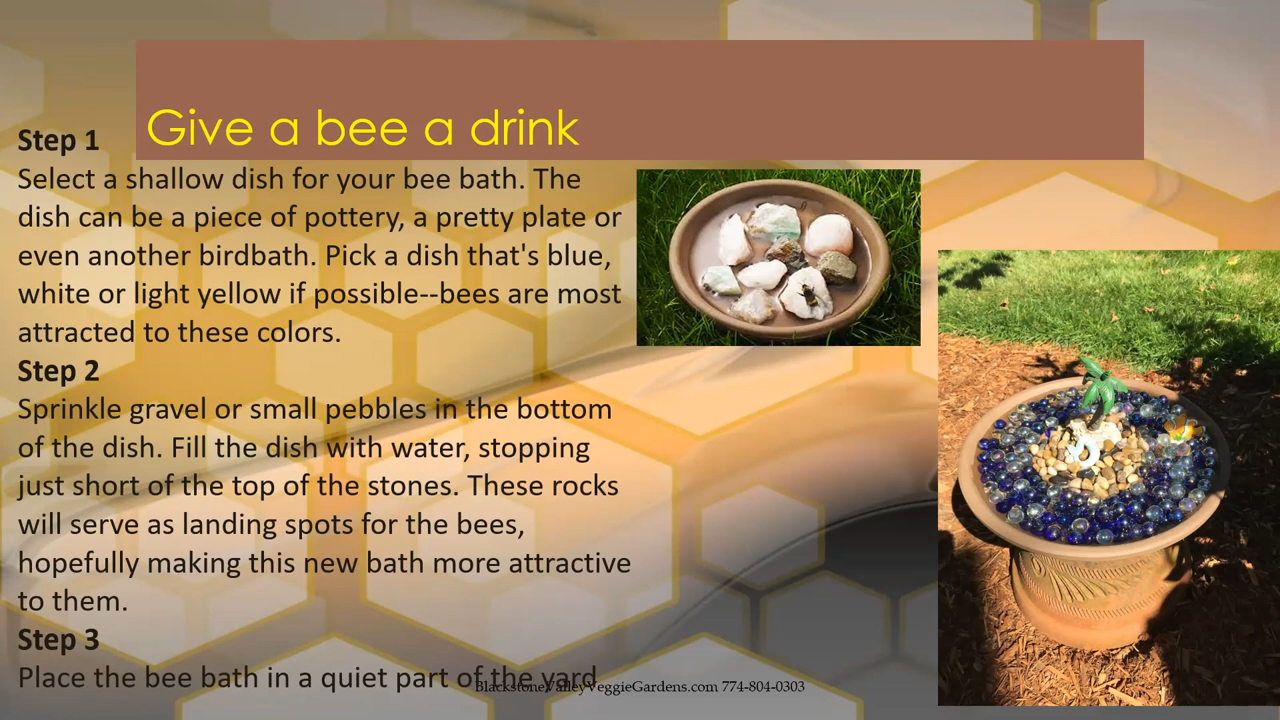 Give a bee a drink
Step 1
Select a shallow dish for your bee bath. The
dish can be a piece of pottery, a pretty plate or
even another birdbath. Pick a dish that's blue,
white or light yellow if possible--bees are most
attracted to these colors.
Step 2
Sprinkle gravel or small pebbles in the bottom
of the dish. Fill the dish with water, stopping
just short of the top of the stones. These rocks
will serve as landing spots for the bees,
hopefully making this new bath more attractive
to them.
Step 3
Place the bee bath in a quiet part of the yard
BlackstoneValleyVeggieGardens.com 774-804-0303